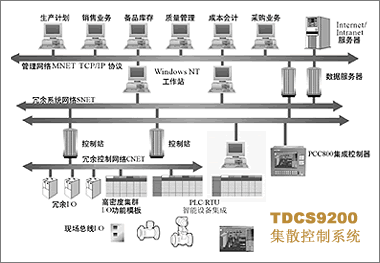 生产计划 销售业务 备品库存 质量管理 成本会计 采购业务 Internet/
Intranet
服务器
管理网络MNET TCP/IP 协议
Windows NT
工作站
数据服务器
冗余系统网络SNET
控制站 控制站
PCC800集成控制器
冗余控制网络CNET
冗余I/O
高密度集群
I/O功能模板
PLC·RTU
智能设备集成
现场总线I/O
TDCS9200
集散控制系统